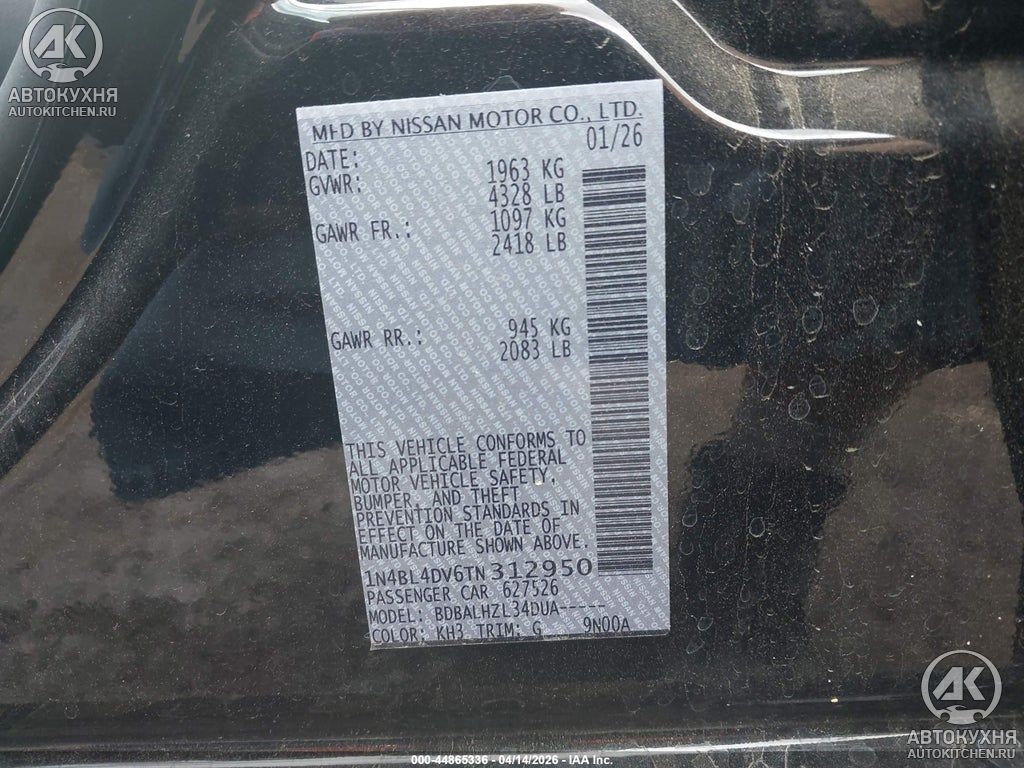 AK
АВТОКУХНЯ
AUTOKITCHEN.RU
MFD BY NISSAN MOTOR CO., LTD.
DATE: 01/26
GVWR: 1963 KG
4328 LB
GAWR FR.: 1097 KG
2418 LB
GAWR RR.: 945 KG
2083 LB
THIS VEHICLE CONFORMS TO
ALL APPLICABLE FEDERAL
MOTOR VEHICLE SAFETY,
BUMPER, AND THEFT
PREVENTION STANDARDS IN
EFFECT ON THE DATE OF
MANUFACTURE SHOWN ABOVE.
1N4BL4DV6TN312950
PASSENGER CAR 627526
MODEL: BDBALHZL34DUA-----
COLOR: KH3 TRIM: G 9N00A
AK
АВТОКУХНЯ
AUTOKITCHEN.RU
000-44865336 - 04/14/2026 - IAA Inc.